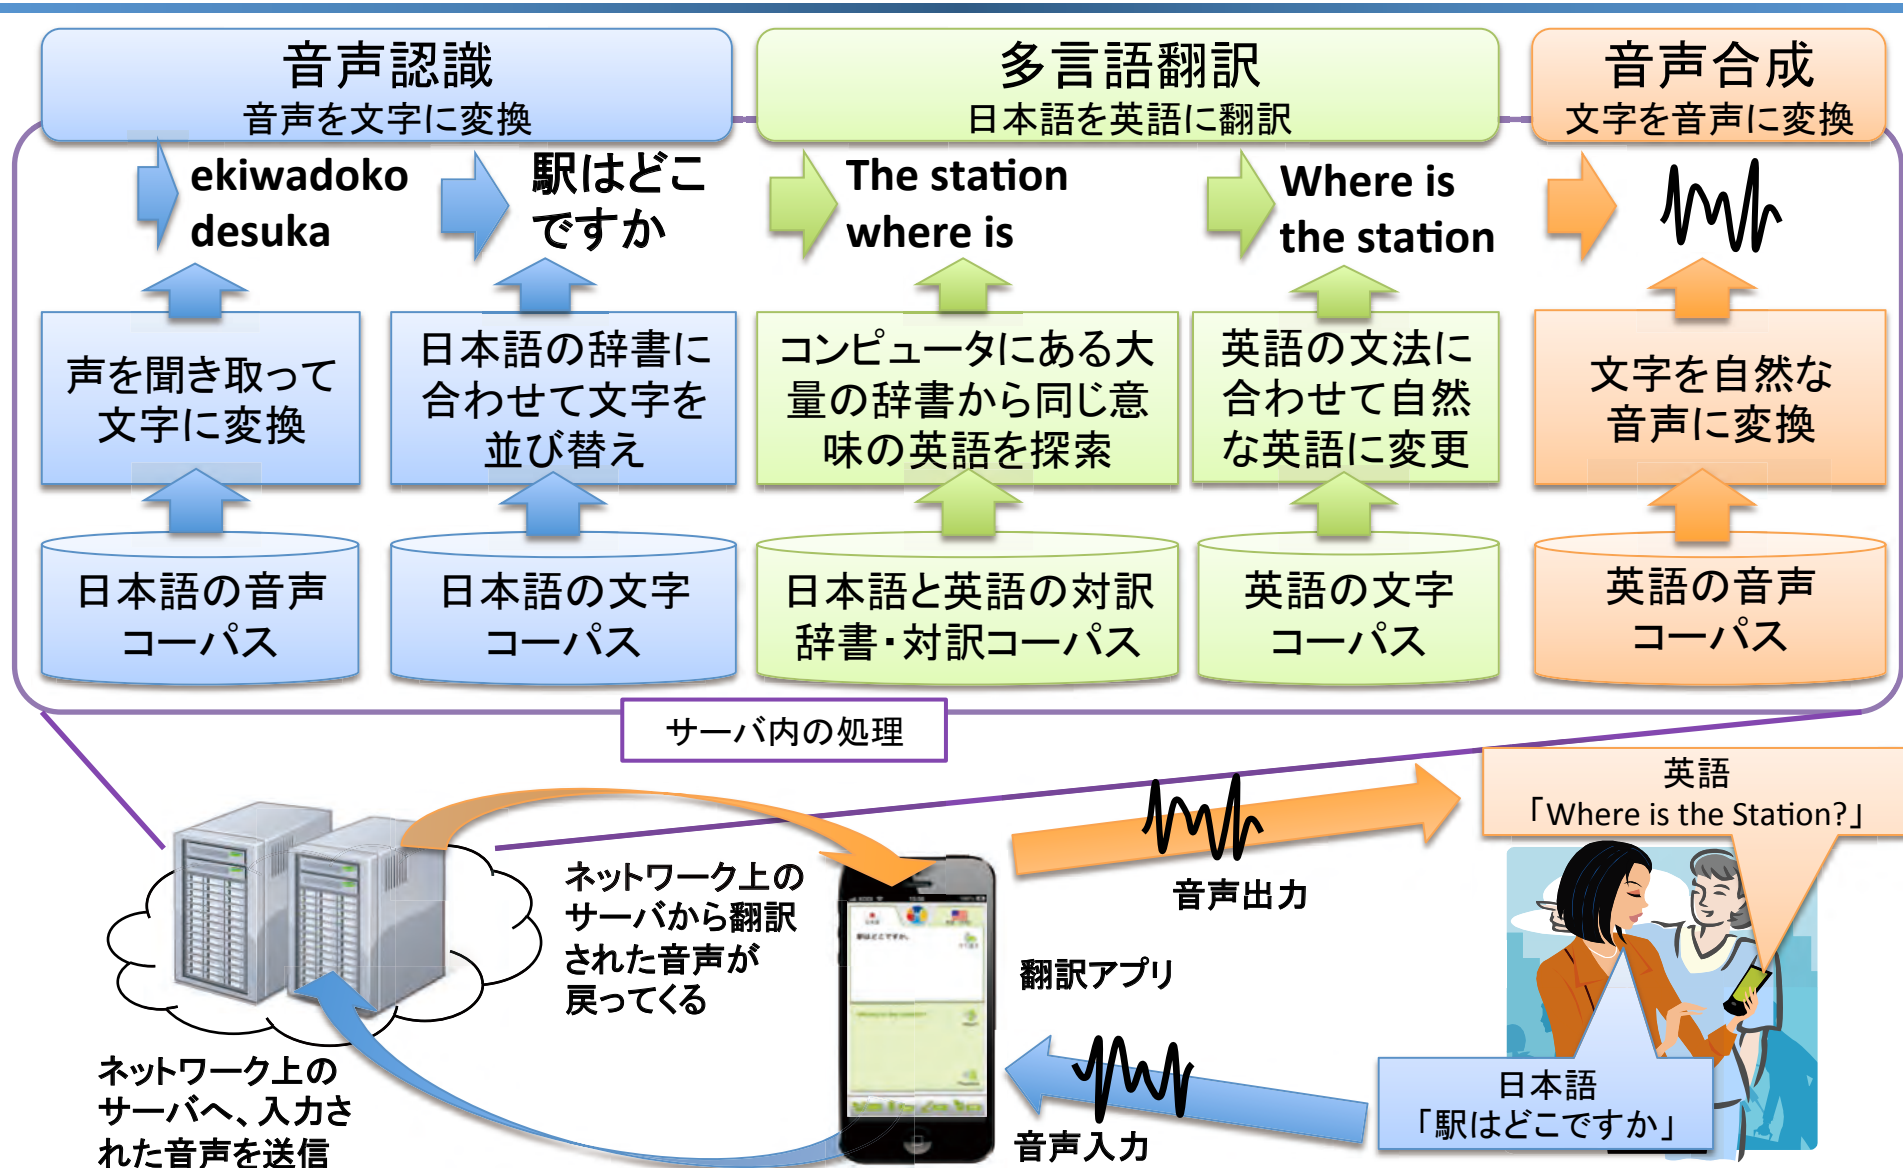 音声認識
音声を文字に変換
多言語翻訳
日本語を英語に翻訳
音声合成
文字を音声に変換
ekiwadoko
desuka
駅はどこ
ですか
The station
where is
Where is
the station
声を聞き取って
文字に変換
日本語の辞書に
合わせて文字を
並び替え
コンピュータにある大
量の辞書から同じ意
味の英語を探索
英語の文法に
合わせて自然
な英語に変更
文字を自然な
音声に変換
日本語の音声
コーパス
日本語の文字
コーパス
日本語と英語の対訳
辞書・対訳コーパス
英語の文字
コーパス
英語の音声
コーパス
サーバ内の処理
英語
「Where is the Station?」
ネットワーク上の
サーバから翻訳
された音声が
戻ってくる
音声出力
駅はどこですか。
翻訳アプリ
ネットワーク上の
サーバへ、入力さ
れた音声を送信
音声入力
日本語
「駅はどこですか」